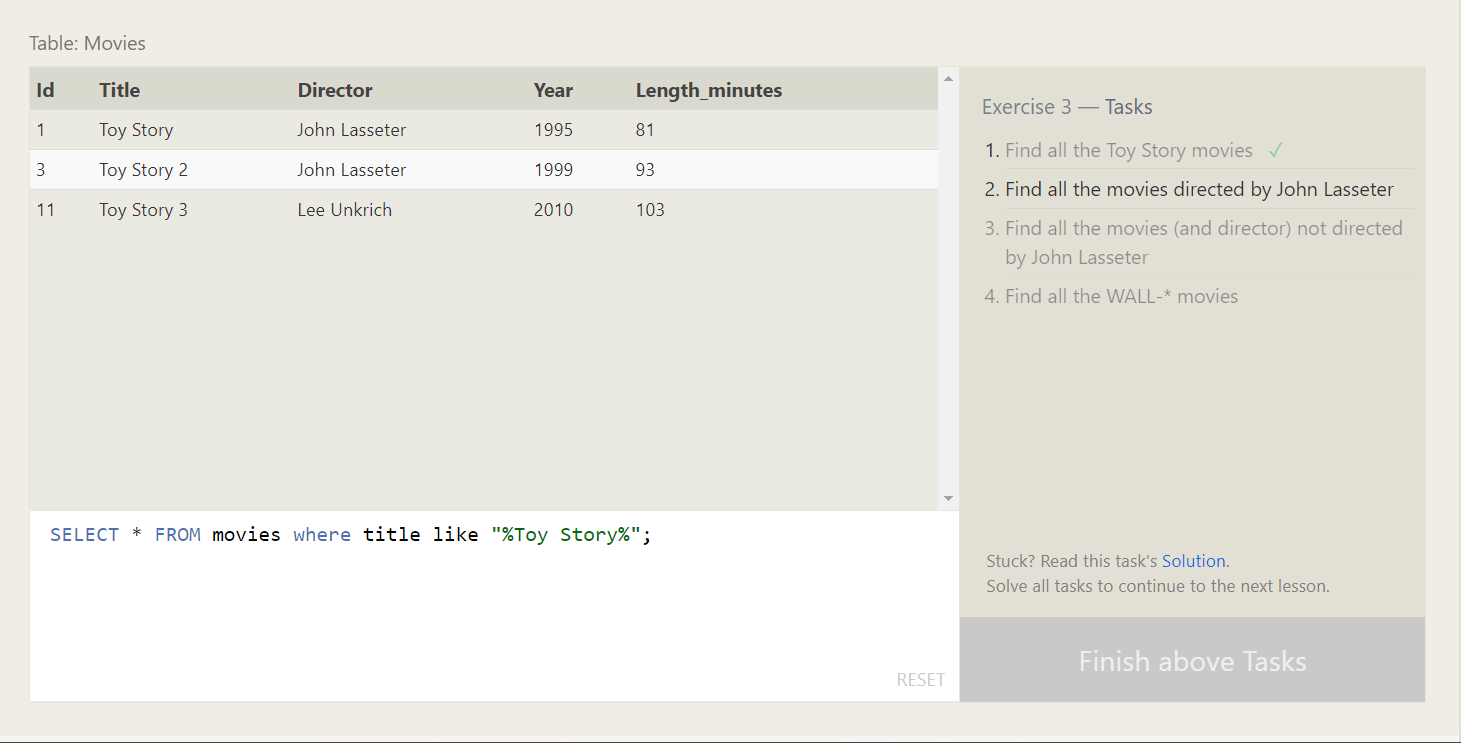 Table: Movies
Id Title Director Year Length_minutes
1 Toy Story John Lasseter 1995 81
3 Toy Story 2 John Lasseter 1999 93
11 Toy Story 3 Lee Unkrich 2010 103
SELECT * FROM movies where title like "%Toy Story%";
RESET
Exercise 3 — Tasks
1. Find all the Toy Story movies ✓
2. Find all the movies directed by John Lasseter
3. Find all the movies (and director) not directed
by John Lasseter
4. Find all the WALL-* movies
Stuck? Read this task's Solution.
Solve all tasks to continue to the next lesson.
Finish above Tasks